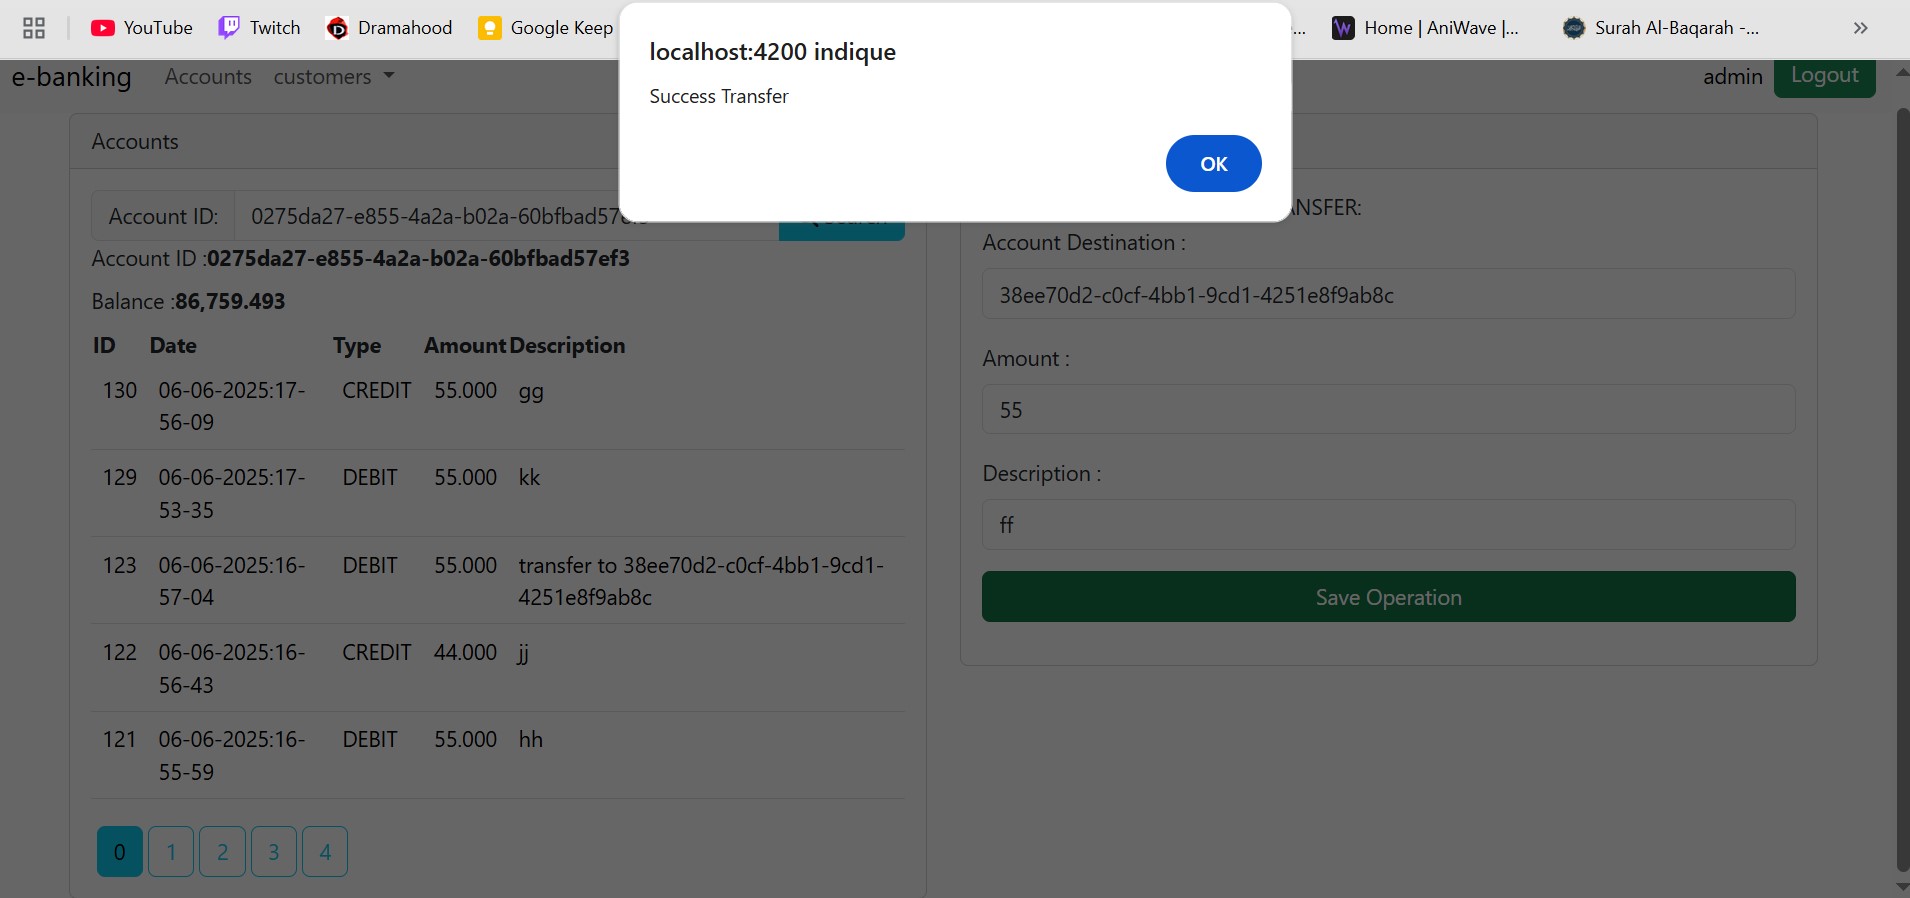 YouTube Twitch Dramahood Google Keep ... Home | AniWave |... Surah Al-Baqarah -... »
localhost:4200 indique
Success Transfer
OK
e-banking Accounts customers admin Logout
Accounts
Account ID: 0275da27-e855-4a2a-b02a-60bfbad57ef3
Account ID :0275da27-e855-4a2a-b02a-60bfbad57ef3
Balance :86,759.493
ID Date Type Amount Description
130 06-06-2025:17- CREDIT 55.000 gg
56-09
129 06-06-2025:17- DEBIT 55.000 kk
53-35
123 06-06-2025:16- DEBIT 55.000 transfer to 38ee70d2-c0cf-4bb1-9cd1-
57-04 4251e8f9ab8c
122 06-06-2025:16- CREDIT 44.000 jj
56-43
121 06-06-2025:16- DEBIT 55.000 hh
55-59
0 1 2 3 4
ANSFER:
Account Destination :
38ee70d2-c0cf-4bb1-9cd1-4251e8f9ab8c
Amount :
55
Description :
ff
Save Operation